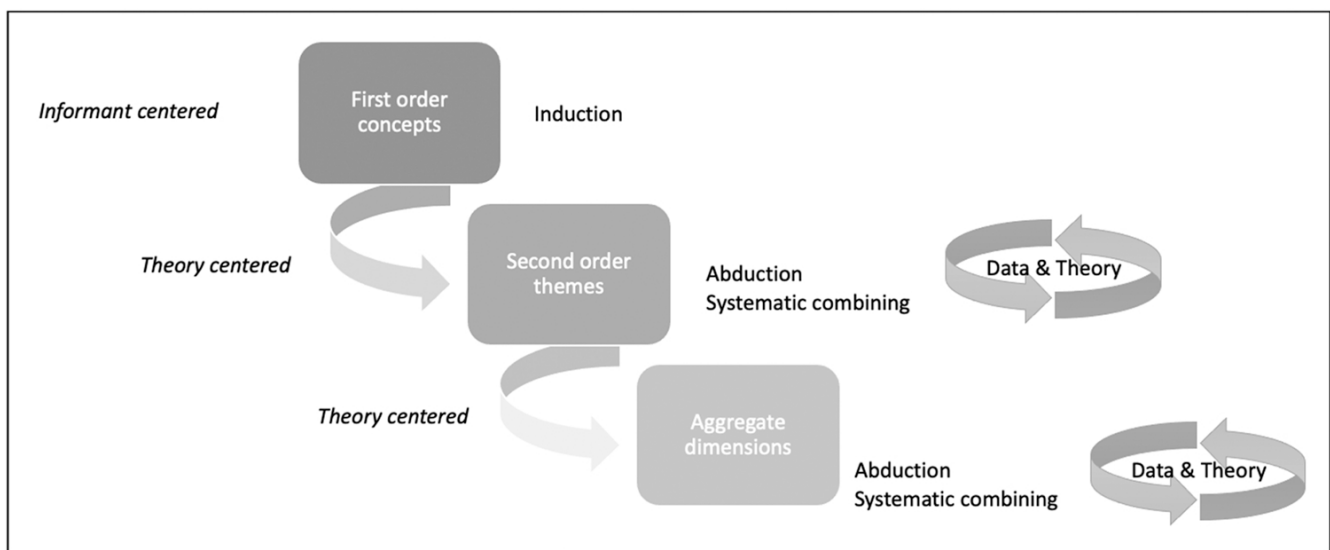 First order
concepts
Informant centered
Induction
Theory centered
Second order
themes
Abduction
Systematic combining
Data & Theory
Theory centered
Aggregate
dimensions
Abduction
Systematic combining
Data & Theory